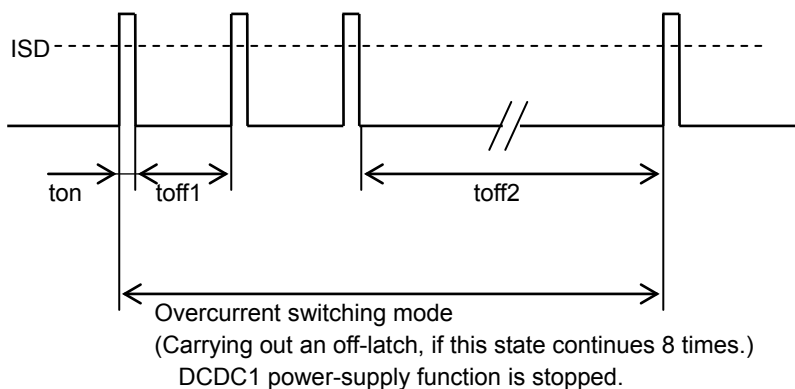 ISD
ton
toff1
toff2
Overcurrent switching mode
(Carrying out an off-latch, if this state continues 8 times.)
DCDC1 power-supply function is stopped.